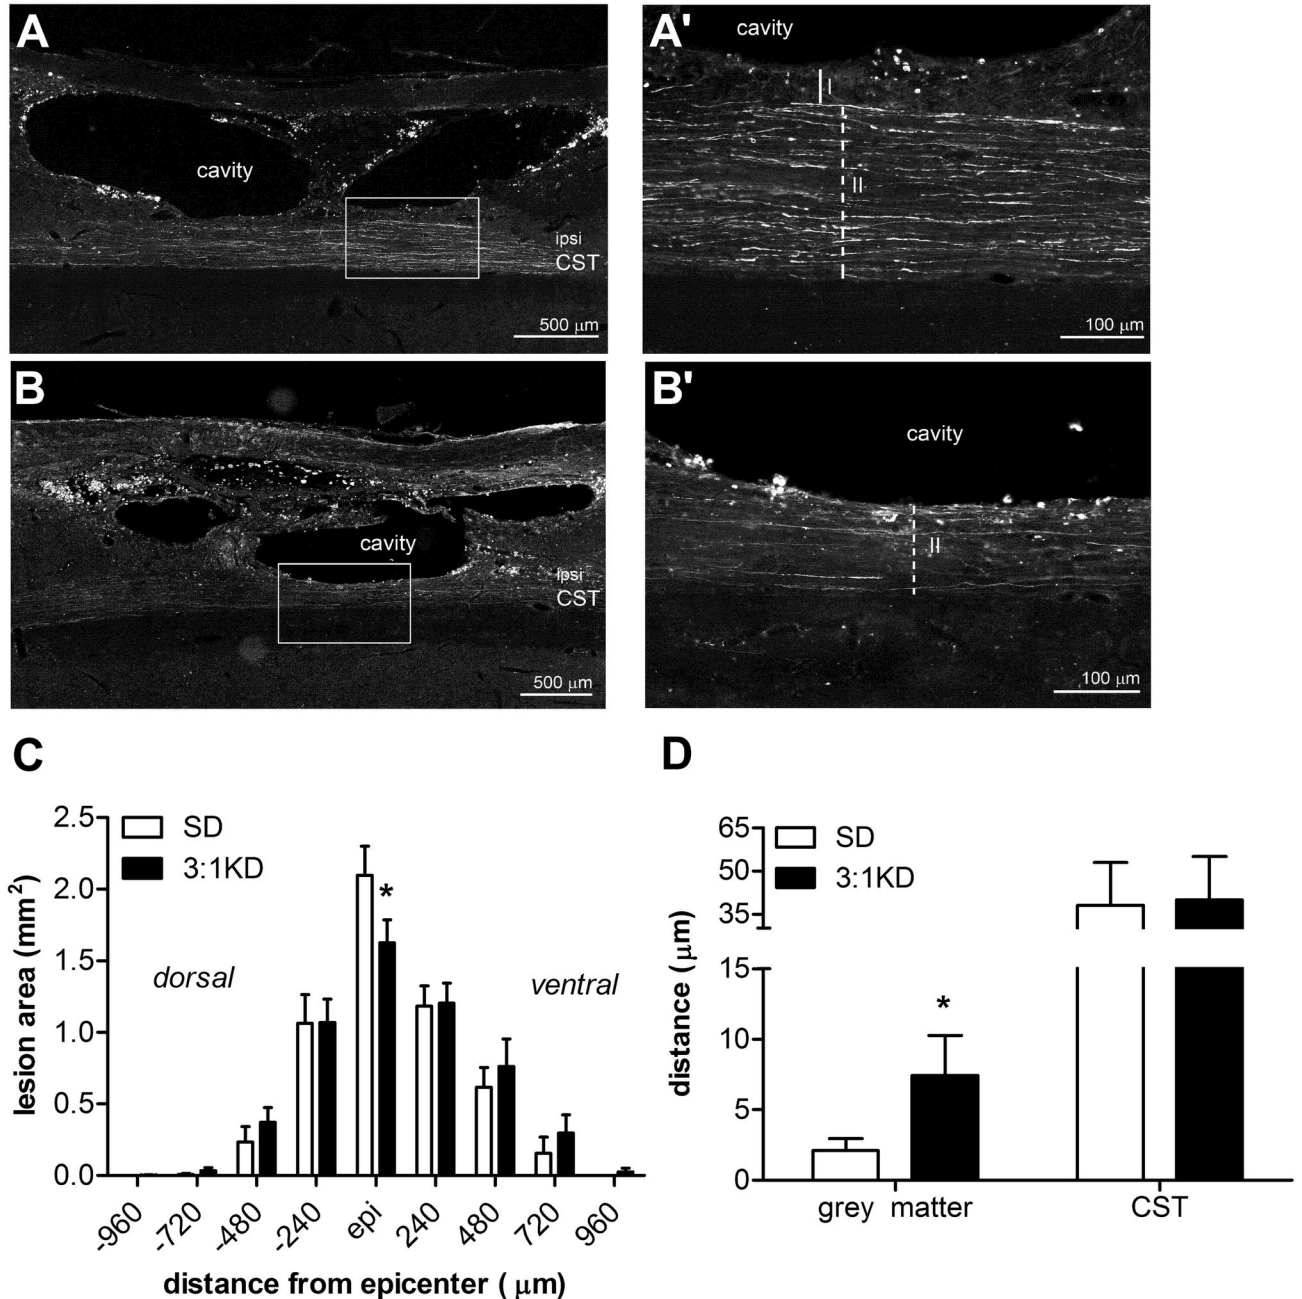 A
cavity
ipsi
CST
500 μm
A'
cavity
I
II
100 μm
B
cavity
ipsi
CST
500 μm
B'
cavity
II
100 μm
C
2.5
2.0
1.5
1.0
0.5
0.0
lesion area (mm²)
SD
3:1KD
*
dorsal
ventral
-960
-720
-480
-240
epi
240
480
720
960
distance from epicenter ( μm)
D
65
50
35
15
10
5
0
distance (μm)
SD
3:1KD
*
grey matter
CST